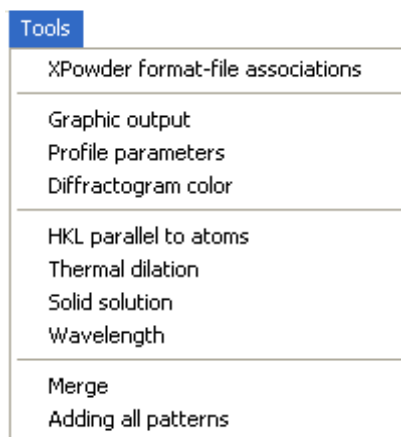 Tools
XPowder format-file associations
Graphic output
Profile parameters
Diffractogram color
HKL parallel to atoms
Thermal dilation
Solid solution
Wavelength
Merge
Adding all patterns